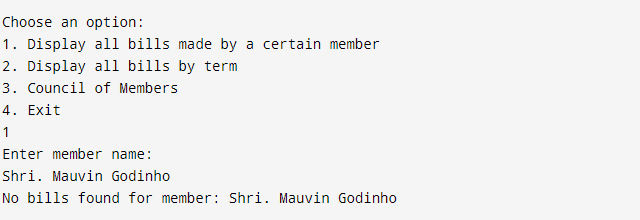 Choose an option:
1. Display all bills made by a certain member
2. Display all bills by term
3. Council of Members
4. Exit
1
Enter member name:
Shri. Mauvin Godinho
No bills found for member: Shri. Mauvin Godinho